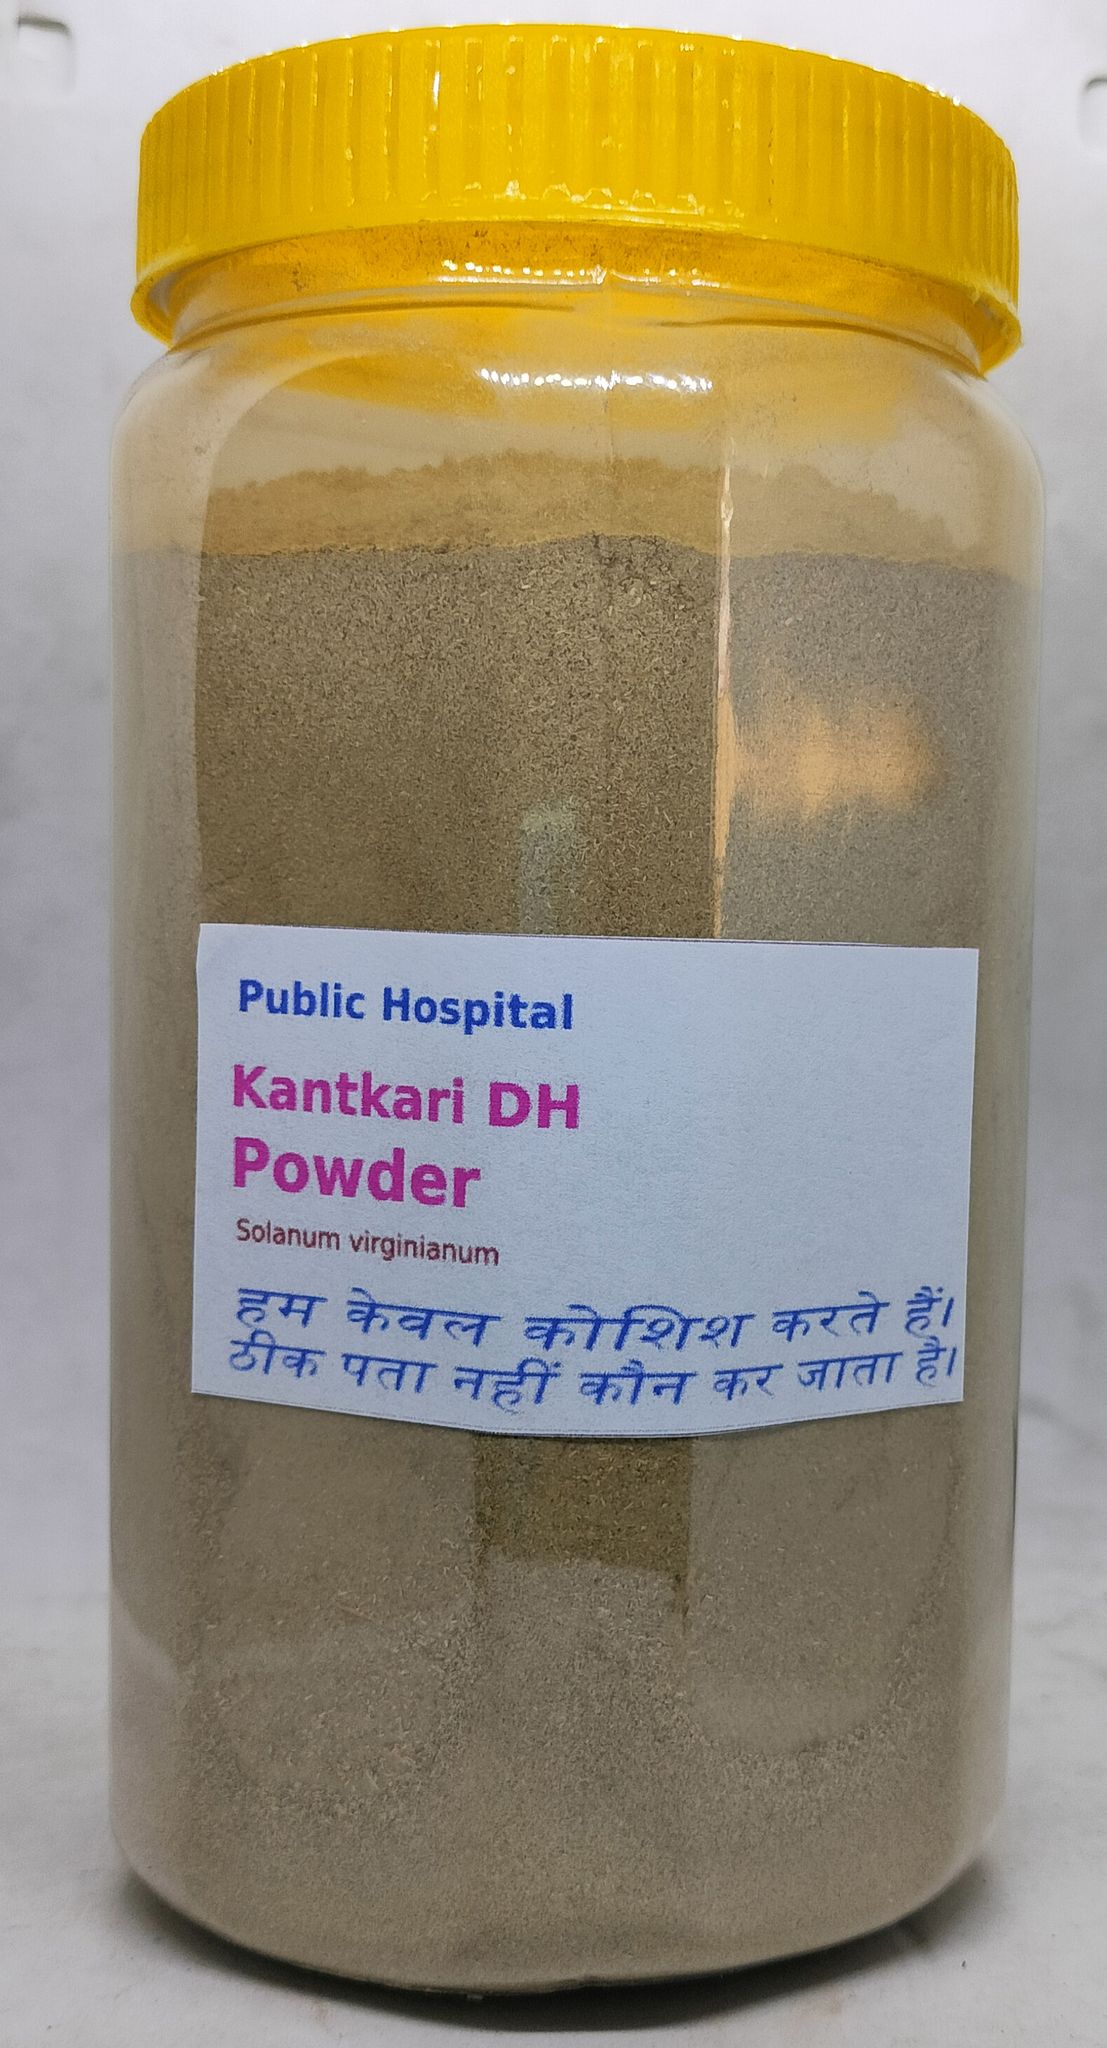 Public Hospital
Kantkari DH
Powder
Solanum virginianum
हम केवल कोशिश करते हैं।
ठीक पता नहीं कौन कर जाता है।